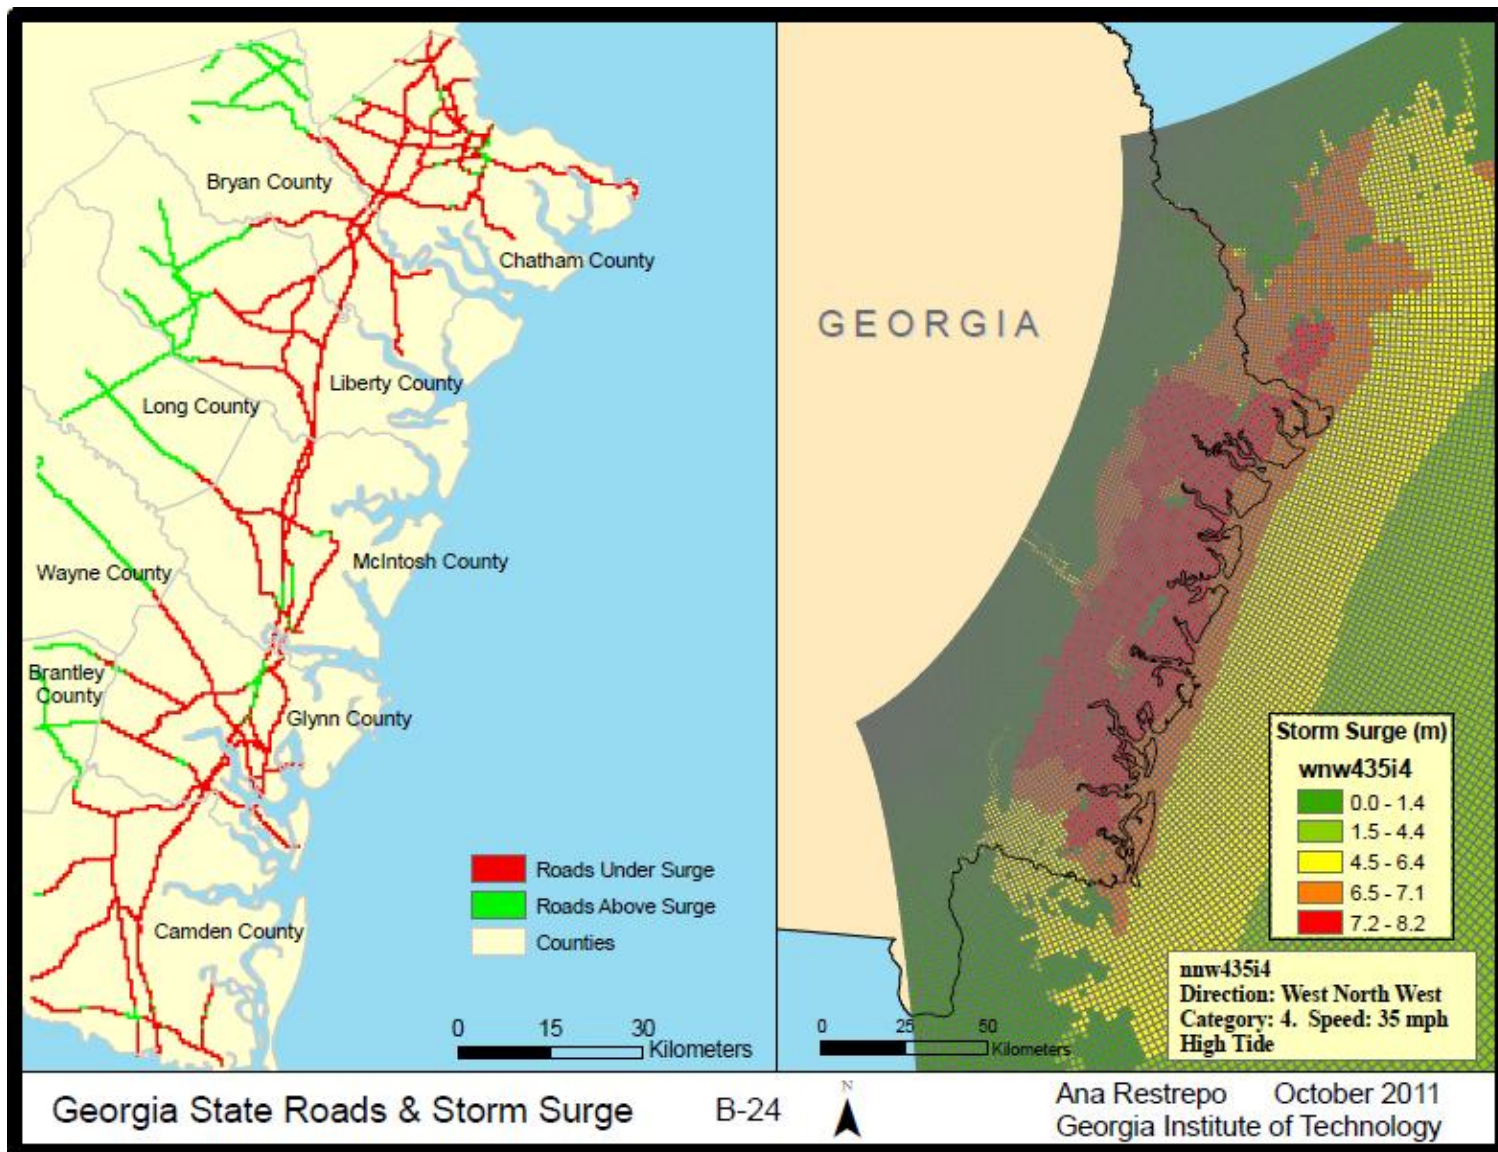 Bryan County
Chatham County
Liberty County
Long County
McIntosh County
Wayne County
Brantley
County
Glynn County
Camden County
Roads Under Surge
Roads Above Surge
Counties
0 15 30
Kilometers
GEORGIA
Storm Surge (m)
wnw435i4
0.0 - 1.4
1.5 - 4.4
4.5 - 6.4
6.5 - 7.1
7.2 - 8.2
nnw435i4
Direction: West North West
Category: 4. Speed: 35 mph
High Tide
0 25 50
Kilometers
Georgia State Roads & Storm Surge
B-24
N
Ana Restrepo October 2011
Georgia Institute of Technology